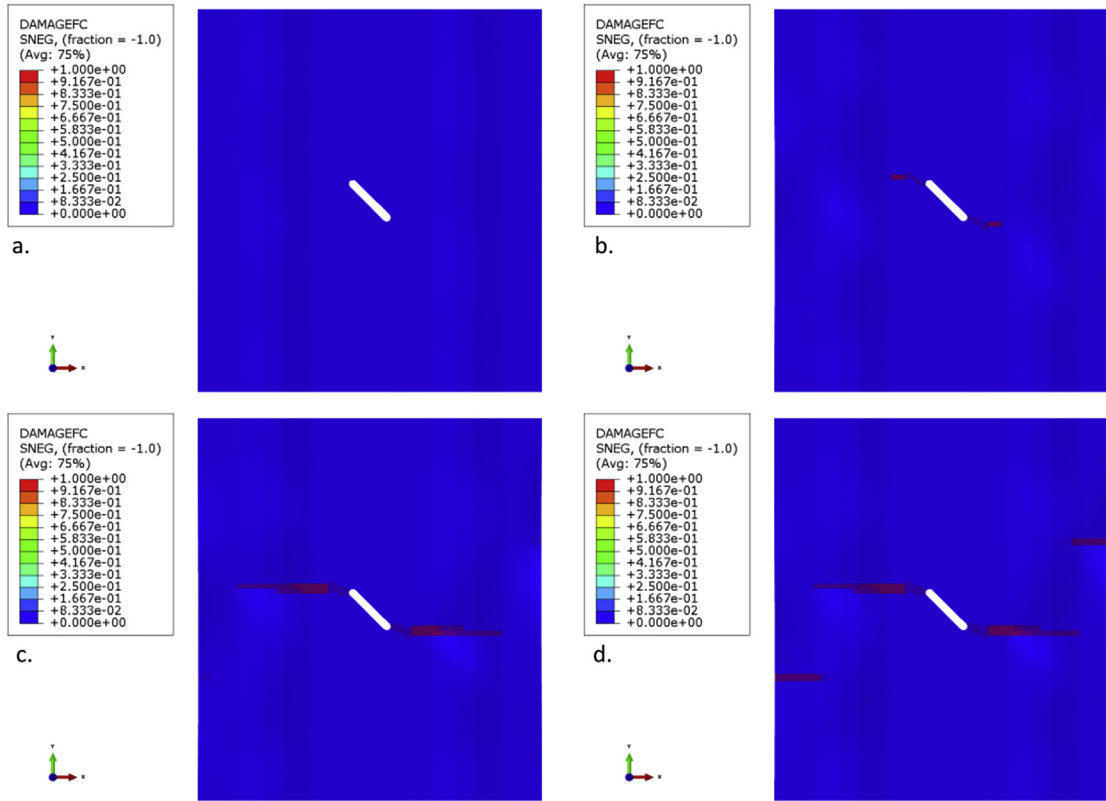 DAMAGEFC
SNEG, (fraction = -1.0)
(Avg: 75%)
+1.000e+00
+9.167e-01
+8.333e-01
+7.500e-01
+6.667e-01
+5.833e-01
+5.000e-01
+4.167e-01
+3.333e-01
+2.500e-01
+1.667e-01
+8.333e-02
+0.000e+00
a.
Y
X
DAMAGEFC
SNEG, (fraction = -1.0)
(Avg: 75%)
+1.000e+00
+9.167e-01
+8.333e-01
+7.500e-01
+6.667e-01
+5.833e-01
+5.000e-01
+4.167e-01
+3.333e-01
+2.500e-01
+1.667e-01
+8.333e-02
+0.000e+00
b.
Y
X
DAMAGEFC
SNEG, (fraction = -1.0)
(Avg: 75%)
+1.000e+00
+9.167e-01
+8.333e-01
+7.500e-01
+6.667e-01
+5.833e-01
+5.000e-01
+4.167e-01
+3.333e-01
+2.500e-01
+1.667e-01
+8.333e-02
+0.000e+00
c.
Y
X
DAMAGEFC
SNEG, (fraction = -1.0)
(Avg: 75%)
+1.000e+00
+9.167e-01
+8.333e-01
+7.500e-01
+6.667e-01
+5.833e-01
+5.000e-01
+4.167e-01
+3.333e-01
+2.500e-01
+1.667e-01
+8.333e-02
+0.000e+00
d.
Y
X